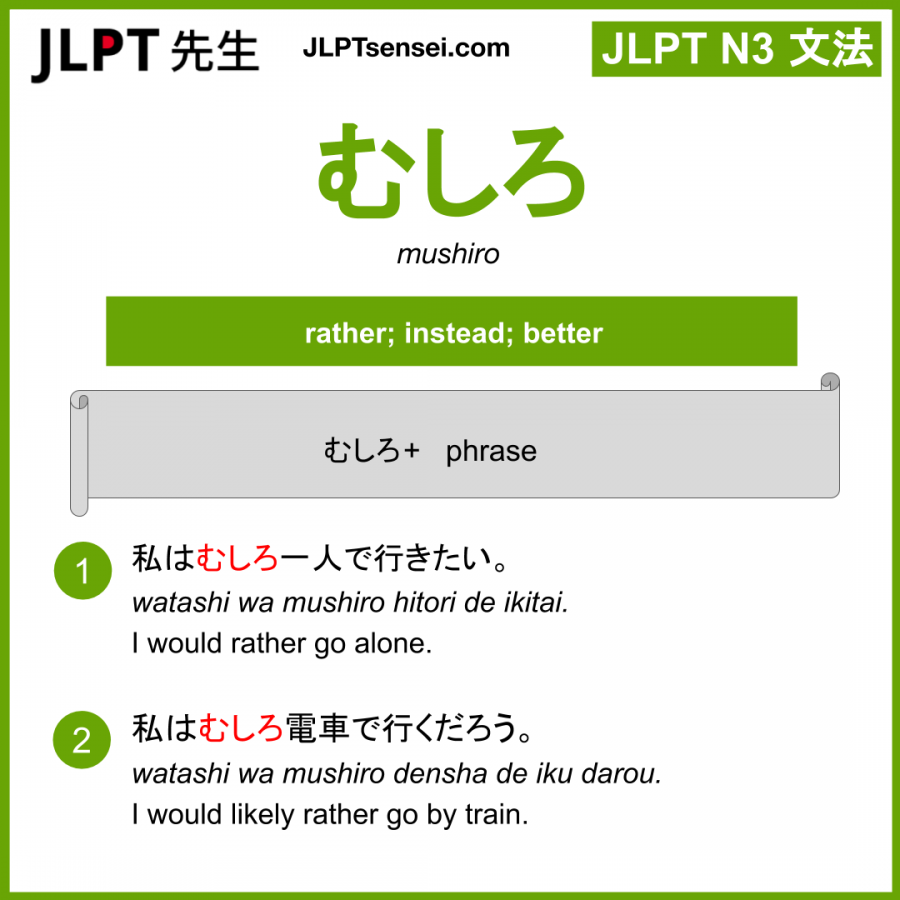 JLPT 先生
JLPTsensei.com
JLPT N3 文法
むしろ
mushiro
rather; instead; better
むしろ+ phrase
1
私はむしろ一人で行きたい。
watashi wa mushiro hitori de ikitai.
I would rather go alone.
2
私はむしろ電車で行くだろう。
watashi wa mushiro densha de iku darou.
I would likely rather go by train.